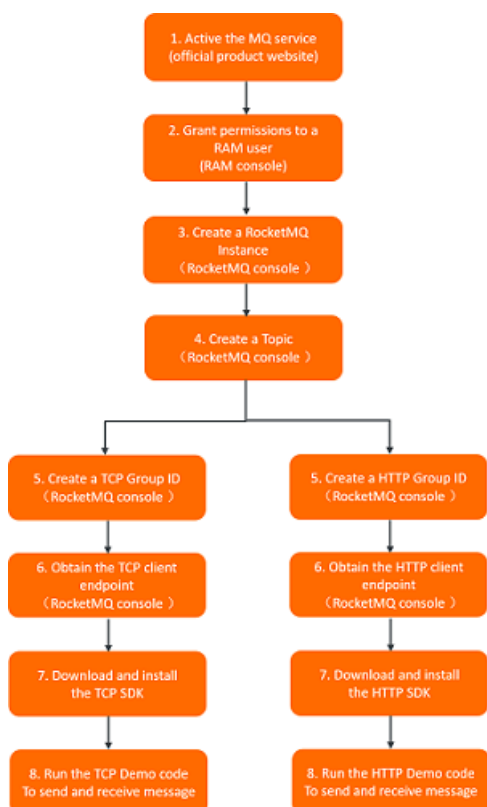 1. Active the MQ service
(official product website)
2. Grant permissions to a
RAM user
(RAM console)
3. Create a RocketMQ
Instance
（RocketMQ console ）
4. Create a Topic
（RocketMQ console ）
5. Create a TCP Group ID
（RocketMQ console ）
6. Obtain the TCP client
endpoint
（RocketMQ console ）
7. Download and install
the TCP SDK
8. Run the TCP Demo code
To send and receive message
5. Create a HTTP Group ID
（RocketMQ console ）
6. Obtain the HTTP client
endpoint
（RocketMQ console ）
7. Download and install
the HTTP SDK
8. Run the HTTP Demo code
To send and receive message